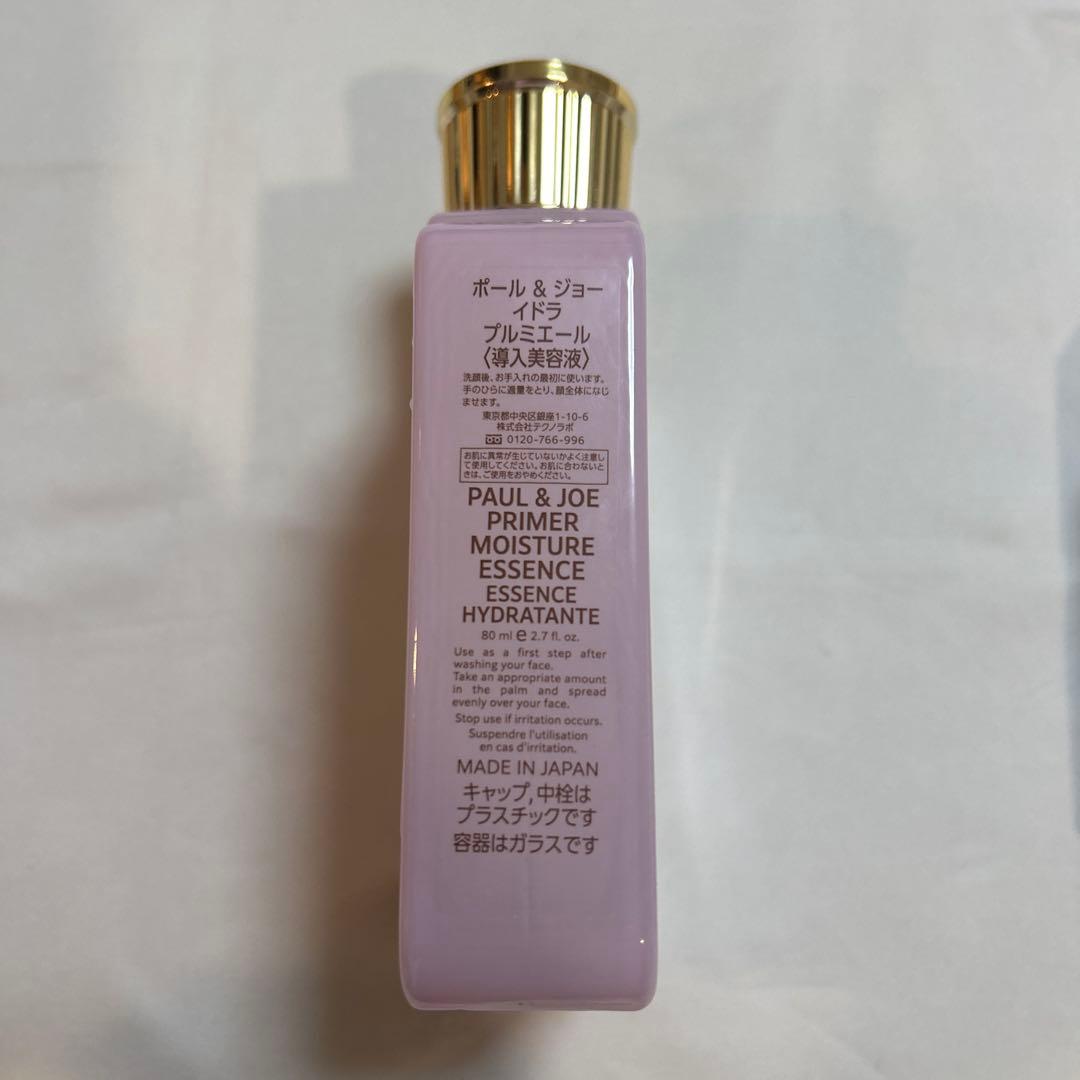 ポール & ジョー
イドラ
プルミエール
〈導入美容液〉
洗顔後、お手入れの最初に使います。
手のひらに適量をとり、顔全体になじ
ませます。
東京都中央区銀座1-10-6
株式会社テクノラボ
0120-766-996
お肌に異常が生じていないかよく注意し
て使用してください。お肌に合わないと
きは、ご使用をおやめください。
PAUL & JOE
PRIMER
MOISTURE
ESSENCE
ESSENCE
HYDRATANTE
80 ml e 2.7 fl. oz.
Use as a first step after
washing your face.
Take an appropriate amount
in the palm and spread
evenly over your face.
Stop use if irritation occurs.
Suspendre l'utilisation
en cas d'irritation.
MADE IN JAPAN
キャップ,中栓は
プラスチックです
容器はガラスです